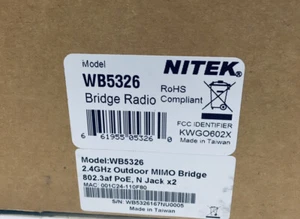 Model
WB5326
Bridge Radio
NITEK
RoHS
Compliant
FCC IDENTIFIER
KWGO602X
Made in Taiwan
6 61955 05326 0
Model:WB5326
2.4GHz Outdoor MIMO Bridge
802.3af PoE, N Jack x2
MAC: 001C24-110F80
S/N: WB5326167NU0005
Made in Taiwan